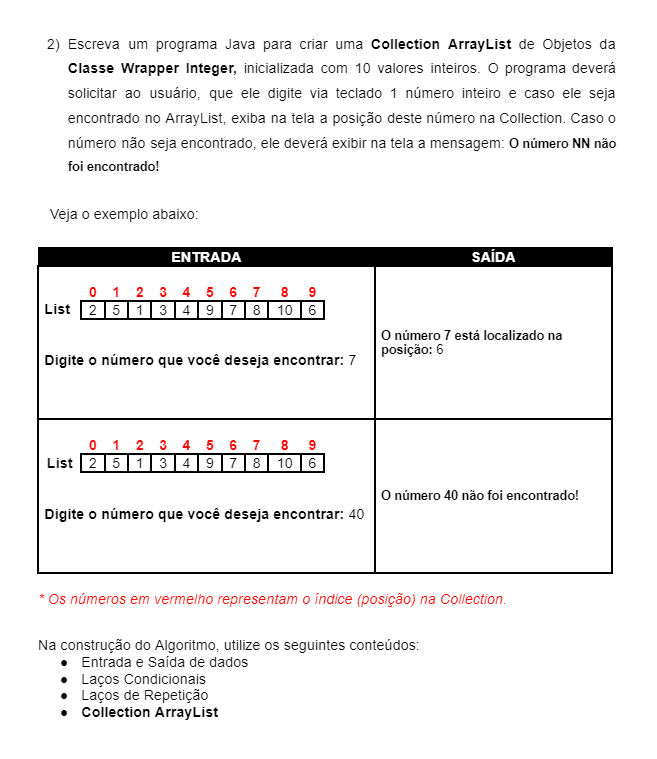 2) Escreva um programa Java para criar uma Collection ArrayList de Objetos da
Classe Wrapper Integer, inicializada com 10 valores inteiros. O programa deverá
solicitar ao usuário, que ele digite via teclado 1 número inteiro e caso ele seja
encontrado no ArrayList, exiba na tela a posição deste número na Collection. Caso o
número não seja encontrado, ele deverá exibir na tela a mensagem: O número NN não
foi encontrado!
Veja o exemplo abaixo:
ENTRADA SAÍDA
0 1 2 3 4 5 6 7 8 9
List 2 5 1 3 4 9 7 8 10 6
Digite o número que você deseja encontrar: 7
O número 7 está localizado na
posição: 6
0 1 2 3 4 5 6 7 8 9
List 2 5 1 3 4 9 7 8 10 6
Digite o número que você deseja encontrar: 40
O número 40 não foi encontrado!
* Os números em vermelho representam o índice (posição) na Collection.
Na construção do Algoritmo, utilize os seguintes conteúdos:
● Entrada e Saída de dados
● Laços Condicionais
● Laços de Repetição
● Collection ArrayList